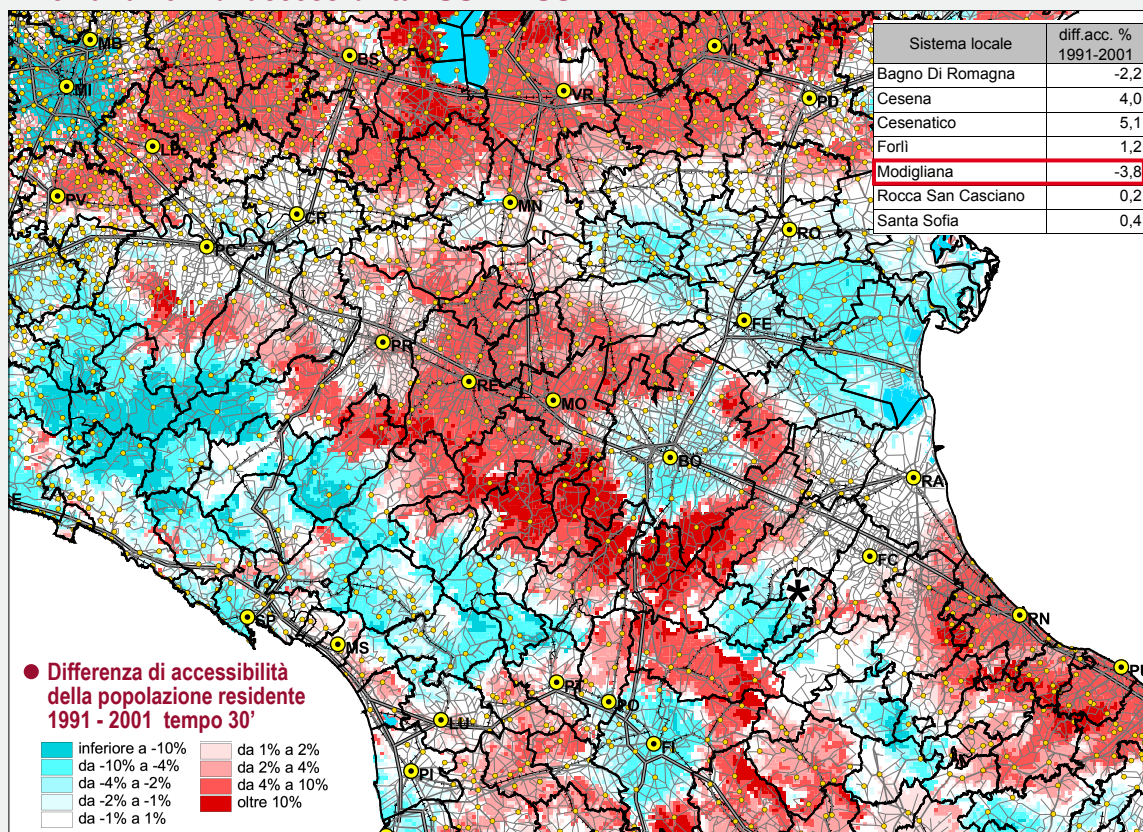 Sistema locale diff.acc. % 1991-2001
Bagno Di Romagna -2,2
Cesena 4,0
Cesenatico 5,1
Forlì 1,2
Modigliana -3,8
Rocca San Casciano 0,2
Santa Sofia 0,4
MB
MI
BS
VR
VI
PD
LO
PV
CR
MN
RO
PC
FE
PR
RE
MO
BO
RA
FC
*
SP
MS
PN
PT
PO
LU
FI
PI
● Differenza di accessibilità
della popolazione residente
1991 - 2001 tempo 30'
inferiore a -10%
da -10% a -4%
da -4% a -2%
da -2% a -1%
da -1% a 1%
da 1% a 2%
da 2% a 4%
da 4% a 10%
oltre 10%